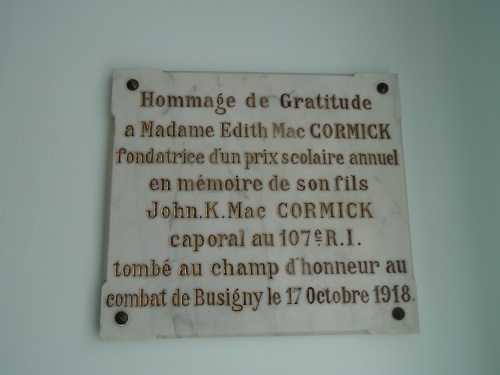 Hommage de Gratitude
a Madame Edith Mac CORMICK
fondatrice d'un prix scolaire annuel
en mémoire de son fils
John.K.Mac CORMICK
caporal au 107e R.I.
tombé au champ d'honneur au
combat de Busigny le 17 Octobre 1918.